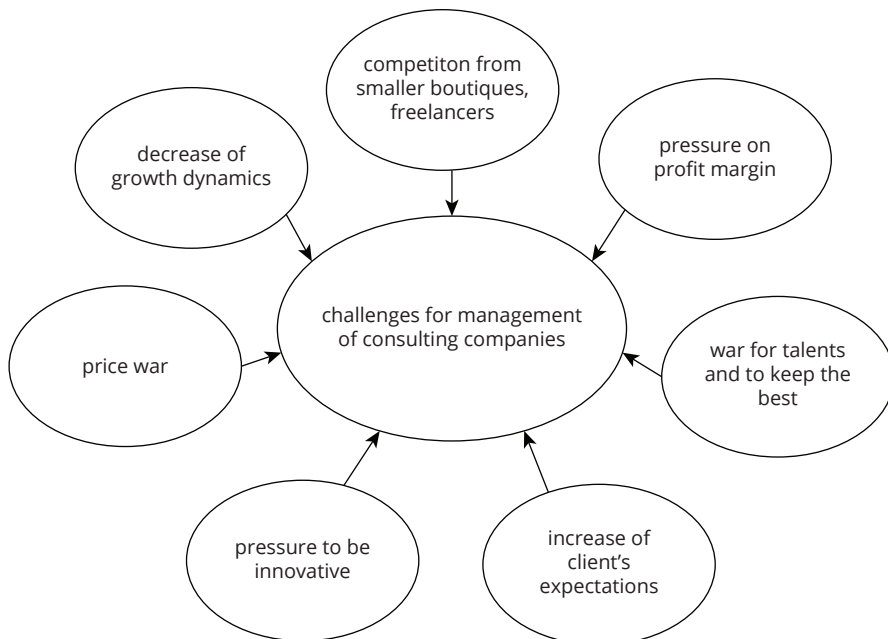 competiton from
smaller boutiques,
freelancers
decrease of
growth dynamics
pressure on
profit margin
challenges for management
of consulting companies
price war
war for talents
and to keep the
best
pressure to be
innovative
increase of
client’s
expectations